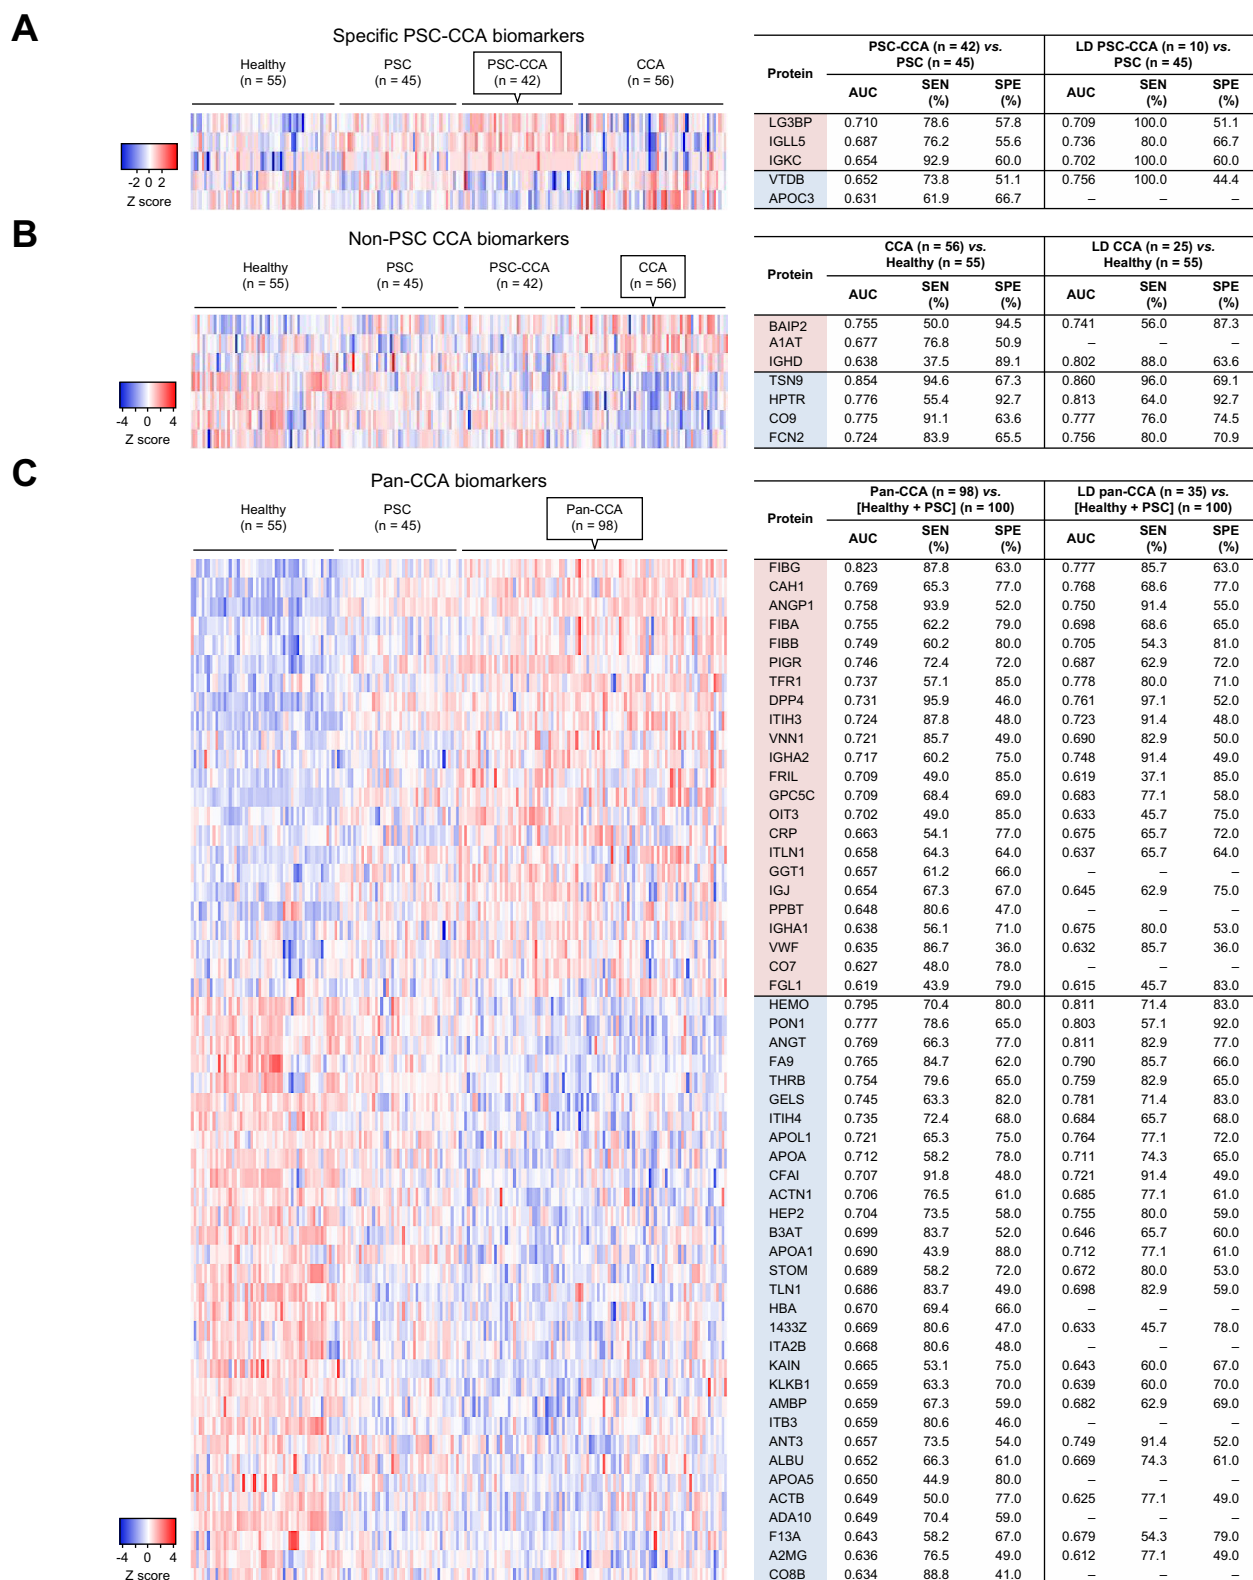 A
Specific PSC-CCA biomarkers
Healthy
(n = 55)
PSC
(n = 45)
PSC-CCA
(n = 42)
CCA
(n = 56)
-2 0 2
Z score
Protein
PSC-CCA (n = 42) vs.
PSC (n = 45)
LD PSC-CCA (n = 10) vs.
PSC (n = 45)
AUC SEN (%) SPE (%) AUC SEN (%) SPE (%)
LG3BP 0.710 78.6 57.8 0.709 100.0 51.1
IGLL5 0.687 76.2 55.6 0.736 80.0 66.7
IGKC 0.654 92.9 60.0 0.702 100.0 60.0
VTDB 0.652 73.8 51.1 0.756 100.0 44.4
APOC3 0.631 61.9 66.7 – – –
B
Non-PSC CCA biomarkers
Healthy
(n = 55)
PSC
(n = 45)
PSC-CCA
(n = 42)
CCA
(n = 56)
-4 0 4
Z score
Protein
CCA (n = 56) vs.
Healthy (n = 55)
LD CCA (n = 25) vs.
Healthy (n = 55)
AUC SEN (%) SPE (%) AUC SEN (%) SPE (%)
BAIP2 0.755 50.0 94.5 0.741 56.0 87.3
A1AT 0.677 76.8 50.9 – – –
IGHD 0.638 37.5 89.1 0.802 88.0 63.6
TSN9 0.854 94.6 67.3 0.860 96.0 69.1
HPTR 0.776 55.4 92.7 0.813 64.0 92.7
CO9 0.775 91.1 63.6 0.777 76.0 74.5
FCN2 0.724 83.9 65.5 0.756 80.0 70.9
C
Pan-CCA biomarkers
Healthy
(n = 55)
PSC
(n = 45)
Pan-CCA
(n = 98)
-4 0 4
Z score
Protein
Pan-CCA (n = 98) vs.
[Healthy + PSC] (n = 100)
LD pan-CCA (n = 35) vs.
[Healthy + PSC] (n = 100)
AUC SEN (%) SPE (%) AUC SEN (%) SPE (%)
FIBG 0.823 87.8 63.0 0.777 85.7 63.0
CAH1 0.769 65.3 77.0 0.768 68.6 77.0
ANGP1 0.758 93.9 52.0 0.750 91.4 55.0
FIBA 0.755 62.2 79.0 0.698 68.6 65.0
FIBB 0.749 60.2 80.0 0.705 54.3 81.0
PIGR 0.746 72.4 72.0 0.687 62.9 72.0
TFR1 0.737 57.1 85.0 0.778 80.0 71.0
DPP4 0.731 95.9 46.0 0.761 97.1 52.0
ITIH3 0.724 87.8 48.0 0.723 91.4 48.0
VNN1 0.721 85.7 49.0 0.690 82.9 50.0
IGHA2 0.717 60.2 75.0 0.748 91.4 49.0
FRIL 0.709 49.0 85.0 0.619 37.1 85.0
GPC5C 0.709 68.4 69.0 0.683 77.1 58.0
OIT3 0.702 49.0 85.0 0.633 45.7 75.0
CRP 0.663 54.1 77.0 0.675 65.7 72.0
ITLN1 0.658 64.3 64.0 0.637 65.7 64.0
GGT1 0.657 61.2 66.0 – – –
IGJ 0.654 67.3 67.0 0.645 62.9 75.0
PPBT 0.648 80.6 47.0 – – –
IGHA1 0.638 56.1 71.0 0.675 80.0 53.0
VWF 0.635 86.7 36.0 0.632 85.7 36.0
CO7 0.627 48.0 78.0 – – –
FGL1 0.619 43.9 79.0 0.615 45.7 83.0
HEMO 0.795 70.4 80.0 0.811 71.4 83.0
PON1 0.777 78.6 65.0 0.803 57.1 92.0
ANGT 0.769 66.3 77.0 0.811 82.9 77.0
FA9 0.765 84.7 62.0 0.790 85.7 66.0
THRB 0.754 79.6 65.0 0.759 82.9 65.0
GELS 0.745 63.3 82.0 0.781 71.4 83.0
ITIH4 0.735 72.4 68.0 0.684 65.7 68.0
APOL1 0.721 65.3 75.0 0.764 77.1 72.0
APOA 0.712 58.2 78.0 0.711 74.3 65.0
CFAI 0.707 91.8 48.0 0.721 91.4 49.0
ACTN1 0.706 76.5 61.0 0.685 77.1 61.0
HEP2 0.704 73.5 58.0 0.755 80.0 59.0
B3AT 0.699 83.7 52.0 0.646 65.7 60.0
APOA1 0.690 43.9 88.0 0.712 77.1 61.0
STOM 0.689 58.2 72.0 0.672 80.0 53.0
TLN1 0.686 83.7 49.0 0.698 82.9 59.0
HBA 0.670 69.4 66.0 – – –
1433Z 0.669 80.6 47.0 0.633 45.7 78.0
ITA2B 0.668 80.6 48.0 – – –
KAIN 0.665 53.1 75.0 0.643 60.0 67.0
KLKB1 0.659 63.3 70.0 0.639 60.0 70.0
AMBP 0.659 67.3 59.0 0.682 62.9 69.0
ITB3 0.659 80.6 46.0 – – –
ANT3 0.657 73.5 54.0 0.749 91.4 52.0
ALBU 0.652 66.3 61.0 0.669 74.3 61.0
APOA5 0.650 44.9 80.0 – – –
ACTB 0.649 50.0 77.0 0.625 77.1 49.0
ADA10 0.649 70.4 59.0 – – –
F13A 0.643 58.2 67.0 0.679 54.3 79.0
A2MG 0.636 76.5 49.0 0.612 77.1 49.0
CO8B 0.634 88.8 41.0 – – –